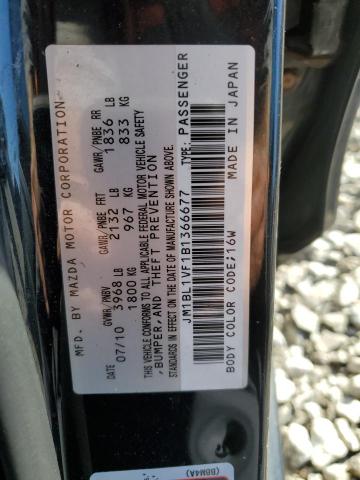 MFD. BY MAZDA MOTOR CORPORATION
GVWR/PNBV GAWR/PNBE FRT GAWR/PNBE RR
DATE 3968 LB 2132 LB 1836 LB
07/10 1800 KG 967 KG 833 KG
THIS VEHICLE CONFORMS TO ALL APPLICABLE FEDERAL MOTOR VEHICLE SAFETY
,BUMPER,AND THEFT PREVENTION
STANDARDS IN EFFECT ON THE DATE OF MANUFACTURE SHOWN ABOVE.
JM1BL1VF1B1366677 TYPE: PASSENGER
BODY COLOR CODE;16W MADE IN JAPAN
(BBM4A)